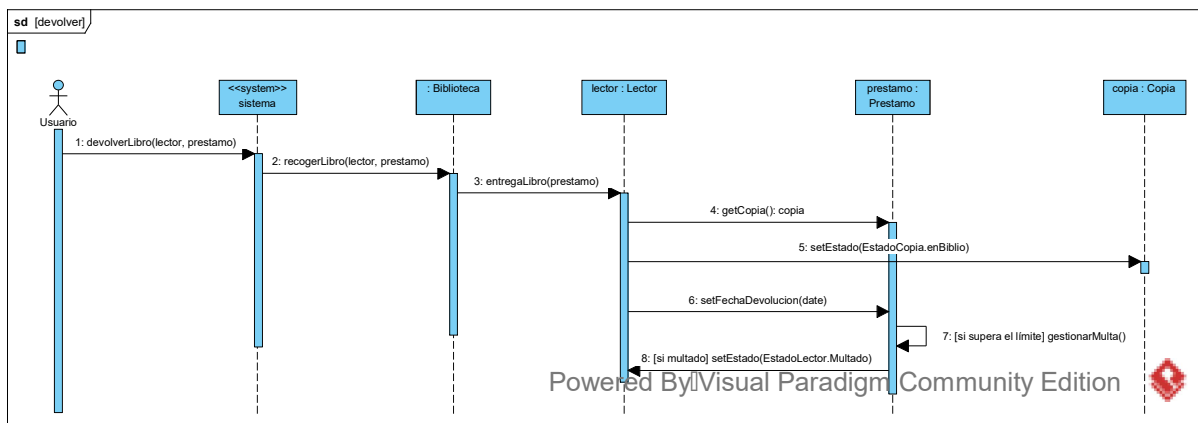 sd [devolver]
Usuario
<<system>>
sistema
: Biblioteca
lector : Lector
prestamo :
Prestamo
copia : Copia
1: devolverLibro(lector, prestamo)
2: recogerLibro(lector, prestamo)
3: entregaLibro(prestamo)
4: getCopia(): copia
5: setEstado(EstadoCopia.enBiblio)
6: setFechaDevolucion(date)
7: [si supera el límite] gestionarMulta()
8: [si multado] setEstado(EstadoLector.Multado)
Powered By Visual Paradigm Community Edition